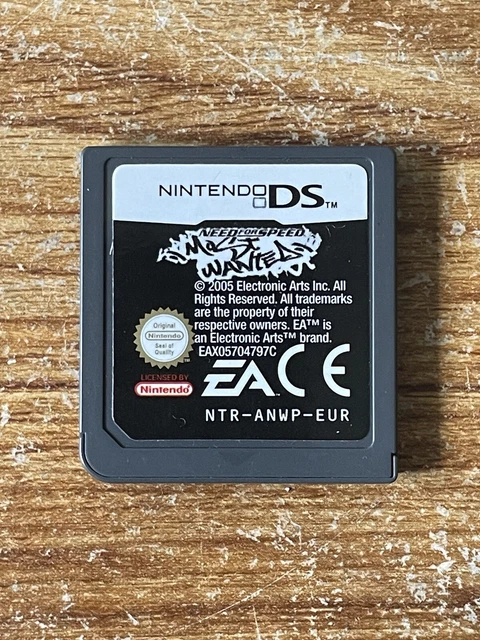 NINTENDO DS™
NEED FOR SPEED
MOST
WANTED
© 2005 Electronic Arts Inc. All
Rights Reserved. All trademarks
are the property of their
respective owners. EA™ is
an Electronic Arts™ brand.
EAX05704797C
Original
Nintendo
Seal of
Quality
LICENSED BY
Nintendo
EA CE
NTR-ANWP-EUR